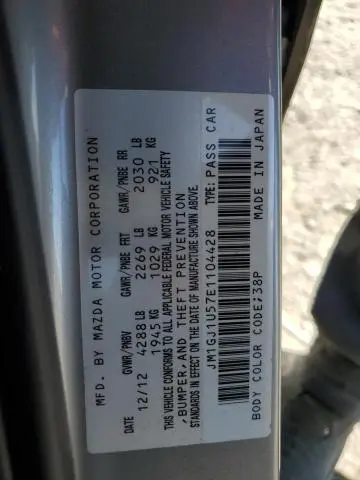 MFD. BY MAZDA MOTOR CORPORATION
DATE GVWR/PNBV GAWR/PNBE FRT GAWR/PNBE RR
12/12 4288 LB 2269 LB 2030 LB
1945 KG 1029 KG 921 KG
THIS VEHICLE CONFORMS TO ALL APPLICABLE FEDERAL MOTOR VEHICLE SAFETY
,BUMPER,AND THEFT PREVENTION
STANDARDS IN EFFECT ON THE DATE OF MANUFACTURE SHOWN ABOVE.
JM1GJ1U57E1104428 TYPE: PASS CAR
BODY COLOR CODE;38P MADE IN JAPAN